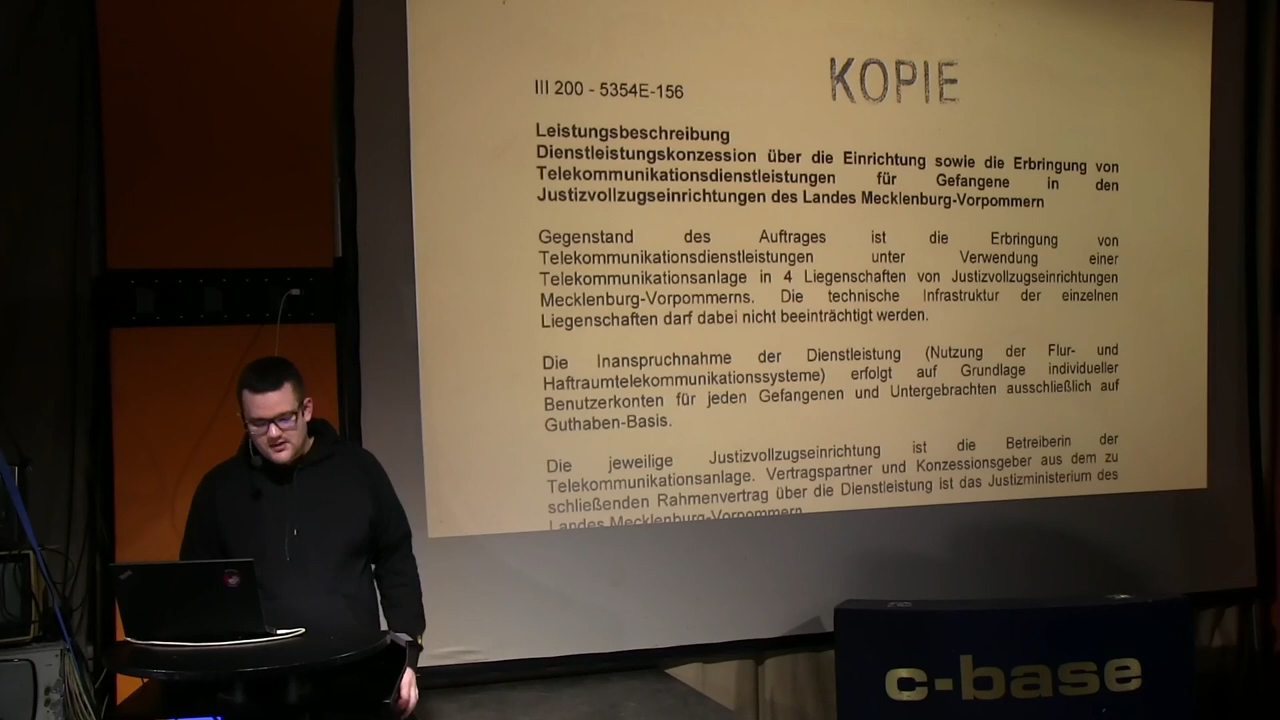 KOPIE
III 200 - 5354E-156
Leistungsbeschreibung
Dienstleistungskonzession über die Einrichtung sowie die Erbringung von
Telekommunikationsdienstleistungen für Gefangene in den
Justizvollzugseinrichtungen des Landes Mecklenburg-Vorpommern
Gegenstand des Auftrages ist die Erbringung von
Telekommunikationsdienstleistungen unter Verwendung einer
Telekommunikationsanlage in 4 Liegenschaften von Justizvollzugseinrichtungen
Mecklenburg-Vorpommerns. Die technische Infrastruktur der einzelnen
Liegenschaften darf dabei nicht beeinträchtigt werden.
Die Inanspruchnahme der Dienstleistung (Nutzung der Flur- und
Haftraumtelekommunikationssysteme) erfolgt auf Grundlage individueller
Benutzerkonten für jeden Gefangenen und Untergebrachten ausschließlich auf
Guthaben-Basis.
Die jeweilige Justizvollzugseinrichtung ist die Betreiberin der
Telekommunikationsanlage. Vertragspartner und Konzessionsgeber aus dem zu
schließenden Rahmenvertrag über die Dienstleistung ist das Justizministerium des
Landes Mecklenburg-Vorpommern
c-base